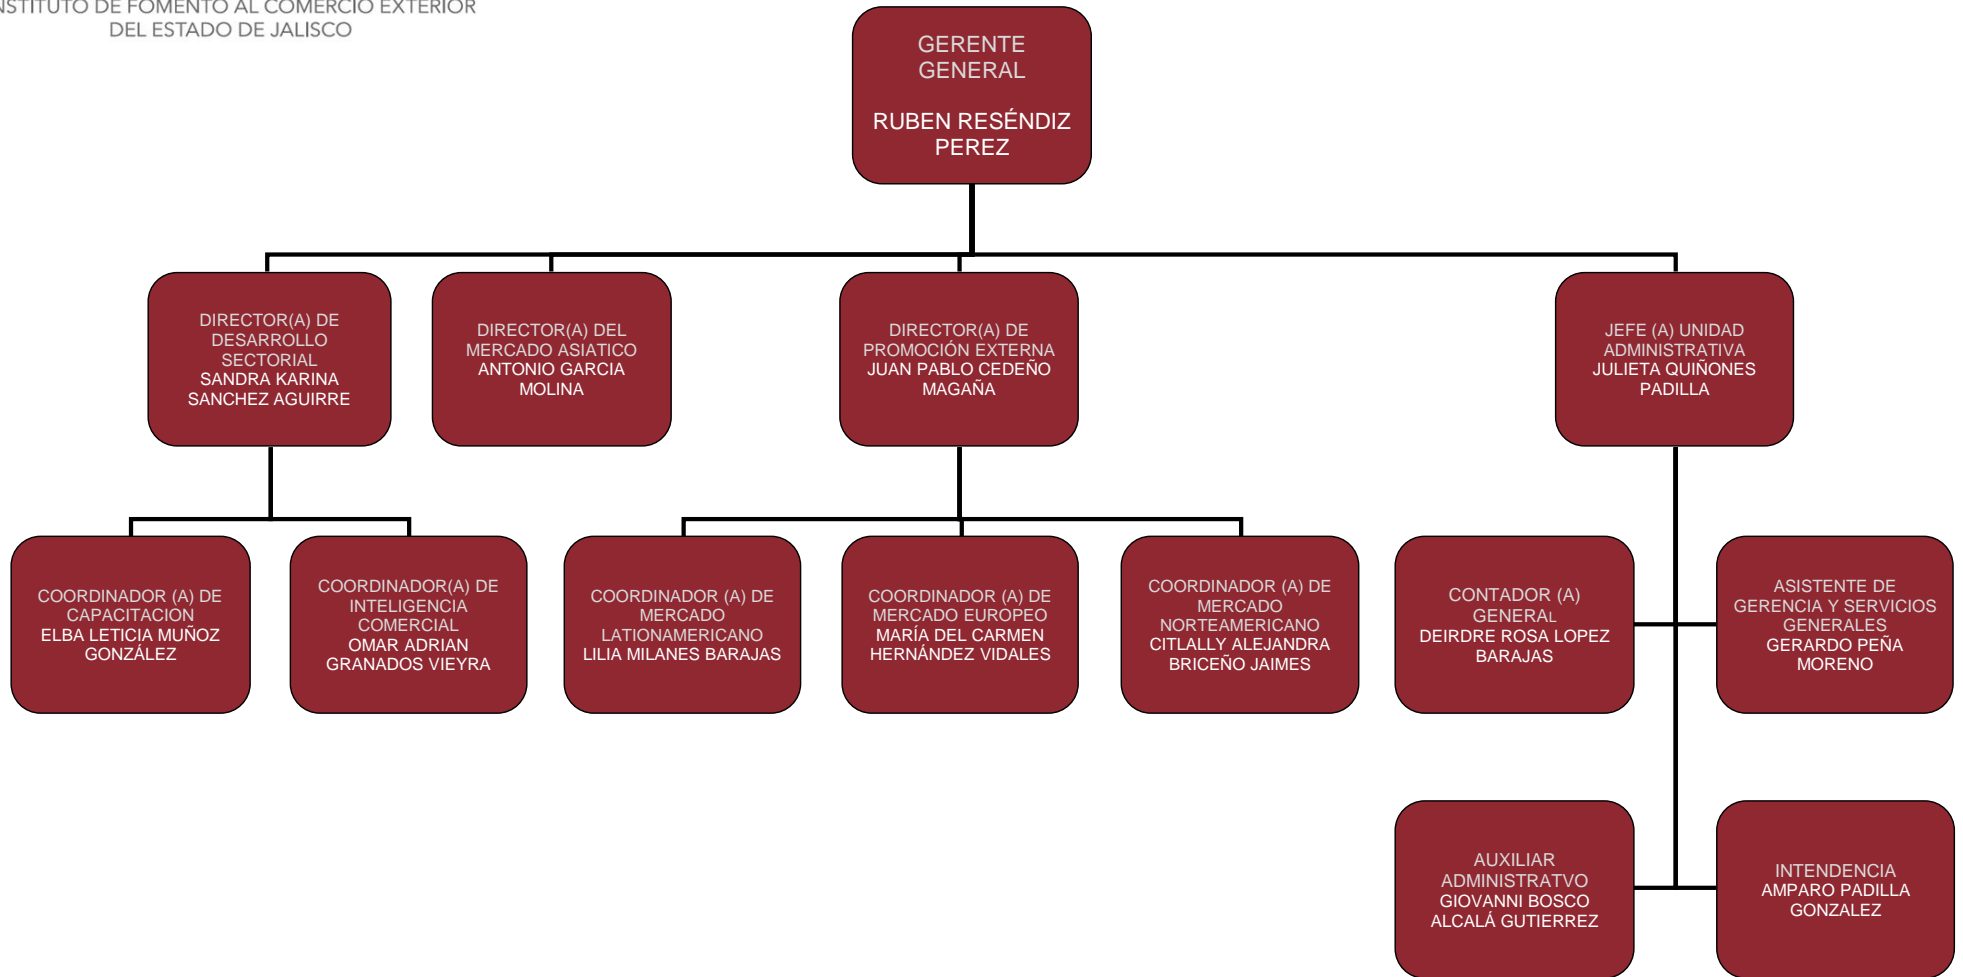 NSTITUTO DE FOMENTO AL COMERCIO EXTERIOR
DEL ESTADO DE JALISCO
GERENTE
GENERAL
RUBEN RESÉNDIZ
PEREZ
DIRECTOR(A) DE
DESARROLLO
SECTORIAL
SANDRA KARINA
SANCHEZ AGUIRRE
DIRECTOR(A) DEL
MERCADO ASIATICO
ANTONIO GARCIA
MOLINA
DIRECTOR(A) DE
PROMOCIÓN EXTERNA
JUAN PABLO CEDEÑO
MAGAÑA
JEFE (A) UNIDAD
ADMINISTRATIVA
JULIETA QUIÑONES
PADILLA
COORDINADOR (A) DE
CAPACITACION
ELBA LETICIA MUÑOZ
GONZÁLEZ
COORDINADOR(A) DE
INTELIGENCIA
COMERCIAL
OMAR ADRIAN
GRANADOS VIEYRA
COORDINADOR (A) DE
MERCADO
LATIONAMERICANO
LILIA MILANES BARAJAS
COORDINADOR (A) DE
MERCADO EUROPEO
MARÍA DEL CARMEN
HERNÁNDEZ VIDALES
COORDINADOR (A) DE
MERCADO
NORTEAMERICANO
CITLALLY ALEJANDRA
BRICEÑO JAIMES
CONTADOR (A)
GENERAL
DEIRDRE ROSA LOPEZ
BARAJAS
ASISTENTE DE
GERENCIA Y SERVICIOS
GENERALES
GERARDO PEÑA
MORENO
AUXILIAR
ADMINISTRATVO
GIOVANNI BOSCO
ALCALÁ GUTIERREZ
INTENDENCIA
AMPARO PADILLA
GONZALEZ